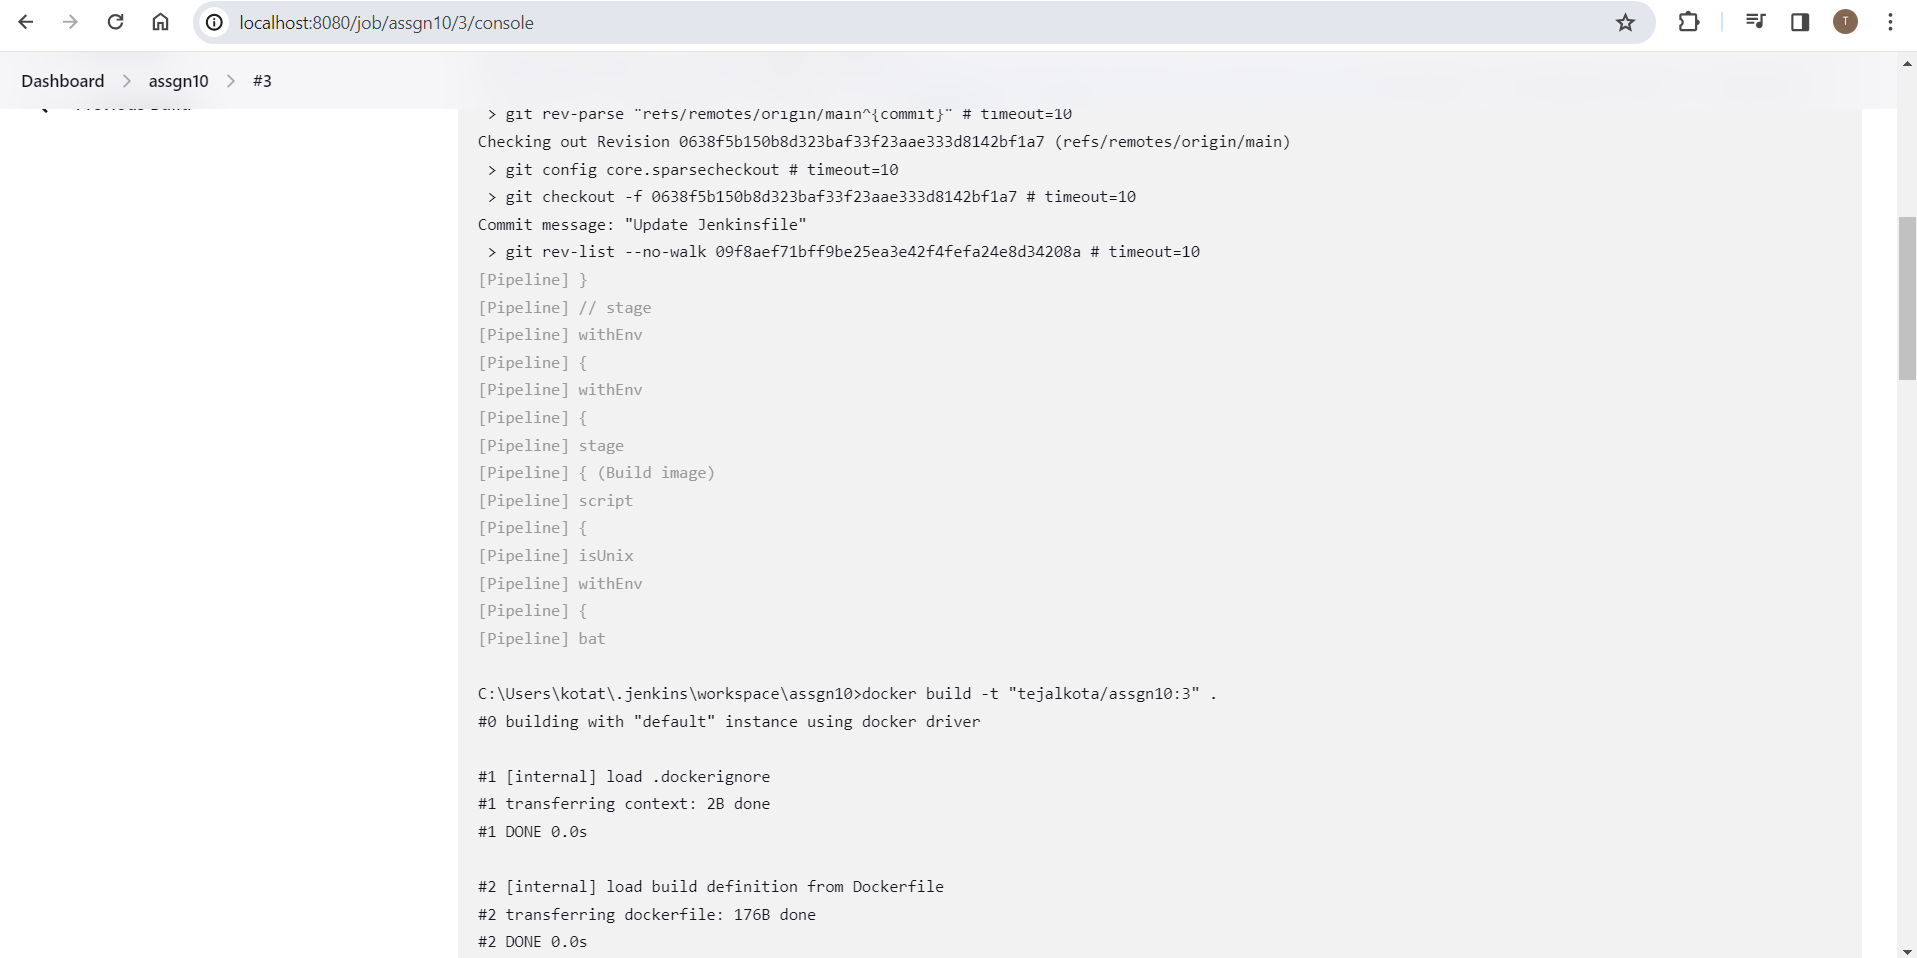 localhost:8080/job/assgn10/3/console
T
Dashboard > assgn10 > #3
Previous Build
> git rev-parse "refs/remotes/origin/main^{commit}" # timeout=10
Checking out Revision 0638f5b150b8d323baf33f23aae333d8142bf1a7 (refs/remotes/origin/main)
> git config core.sparsecheckout # timeout=10
> git checkout -f 0638f5b150b8d323baf33f23aae333d8142bf1a7 # timeout=10
Commit message: "Update Jenkinsfile"
> git rev-list --no-walk 09f8aef71bff9be25ea3e42f4fefa24e8d34208a # timeout=10
[Pipeline] }
[Pipeline] // stage
[Pipeline] withEnv
[Pipeline] {
[Pipeline] withEnv
[Pipeline] {
[Pipeline] stage
[Pipeline] { (Build image)
[Pipeline] script
[Pipeline] {
[Pipeline] isUnix
[Pipeline] withEnv
[Pipeline] {
[Pipeline] bat
C:\Users\kotat\.jenkins\workspace\assgn10>docker build -t "tejalkota/assgn10:3" .
#0 building with "default" instance using docker driver
#1 [internal] load .dockerignore
#1 transferring context: 2B done
#1 DONE 0.0s
#2 [internal] load build definition from Dockerfile
#2 transferring dockerfile: 176B done
#2 DONE 0.0s